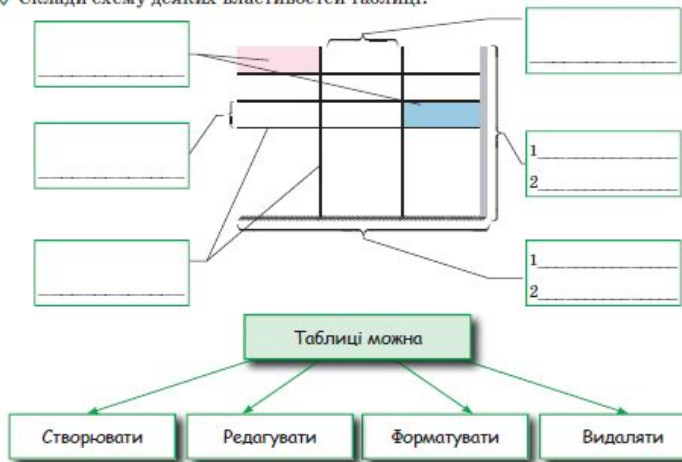 Склади схему деяких властивостей таблиці.
1
2
1
2
Таблиці можна
Створювати
Редагувати
Форматувати
Видаляти